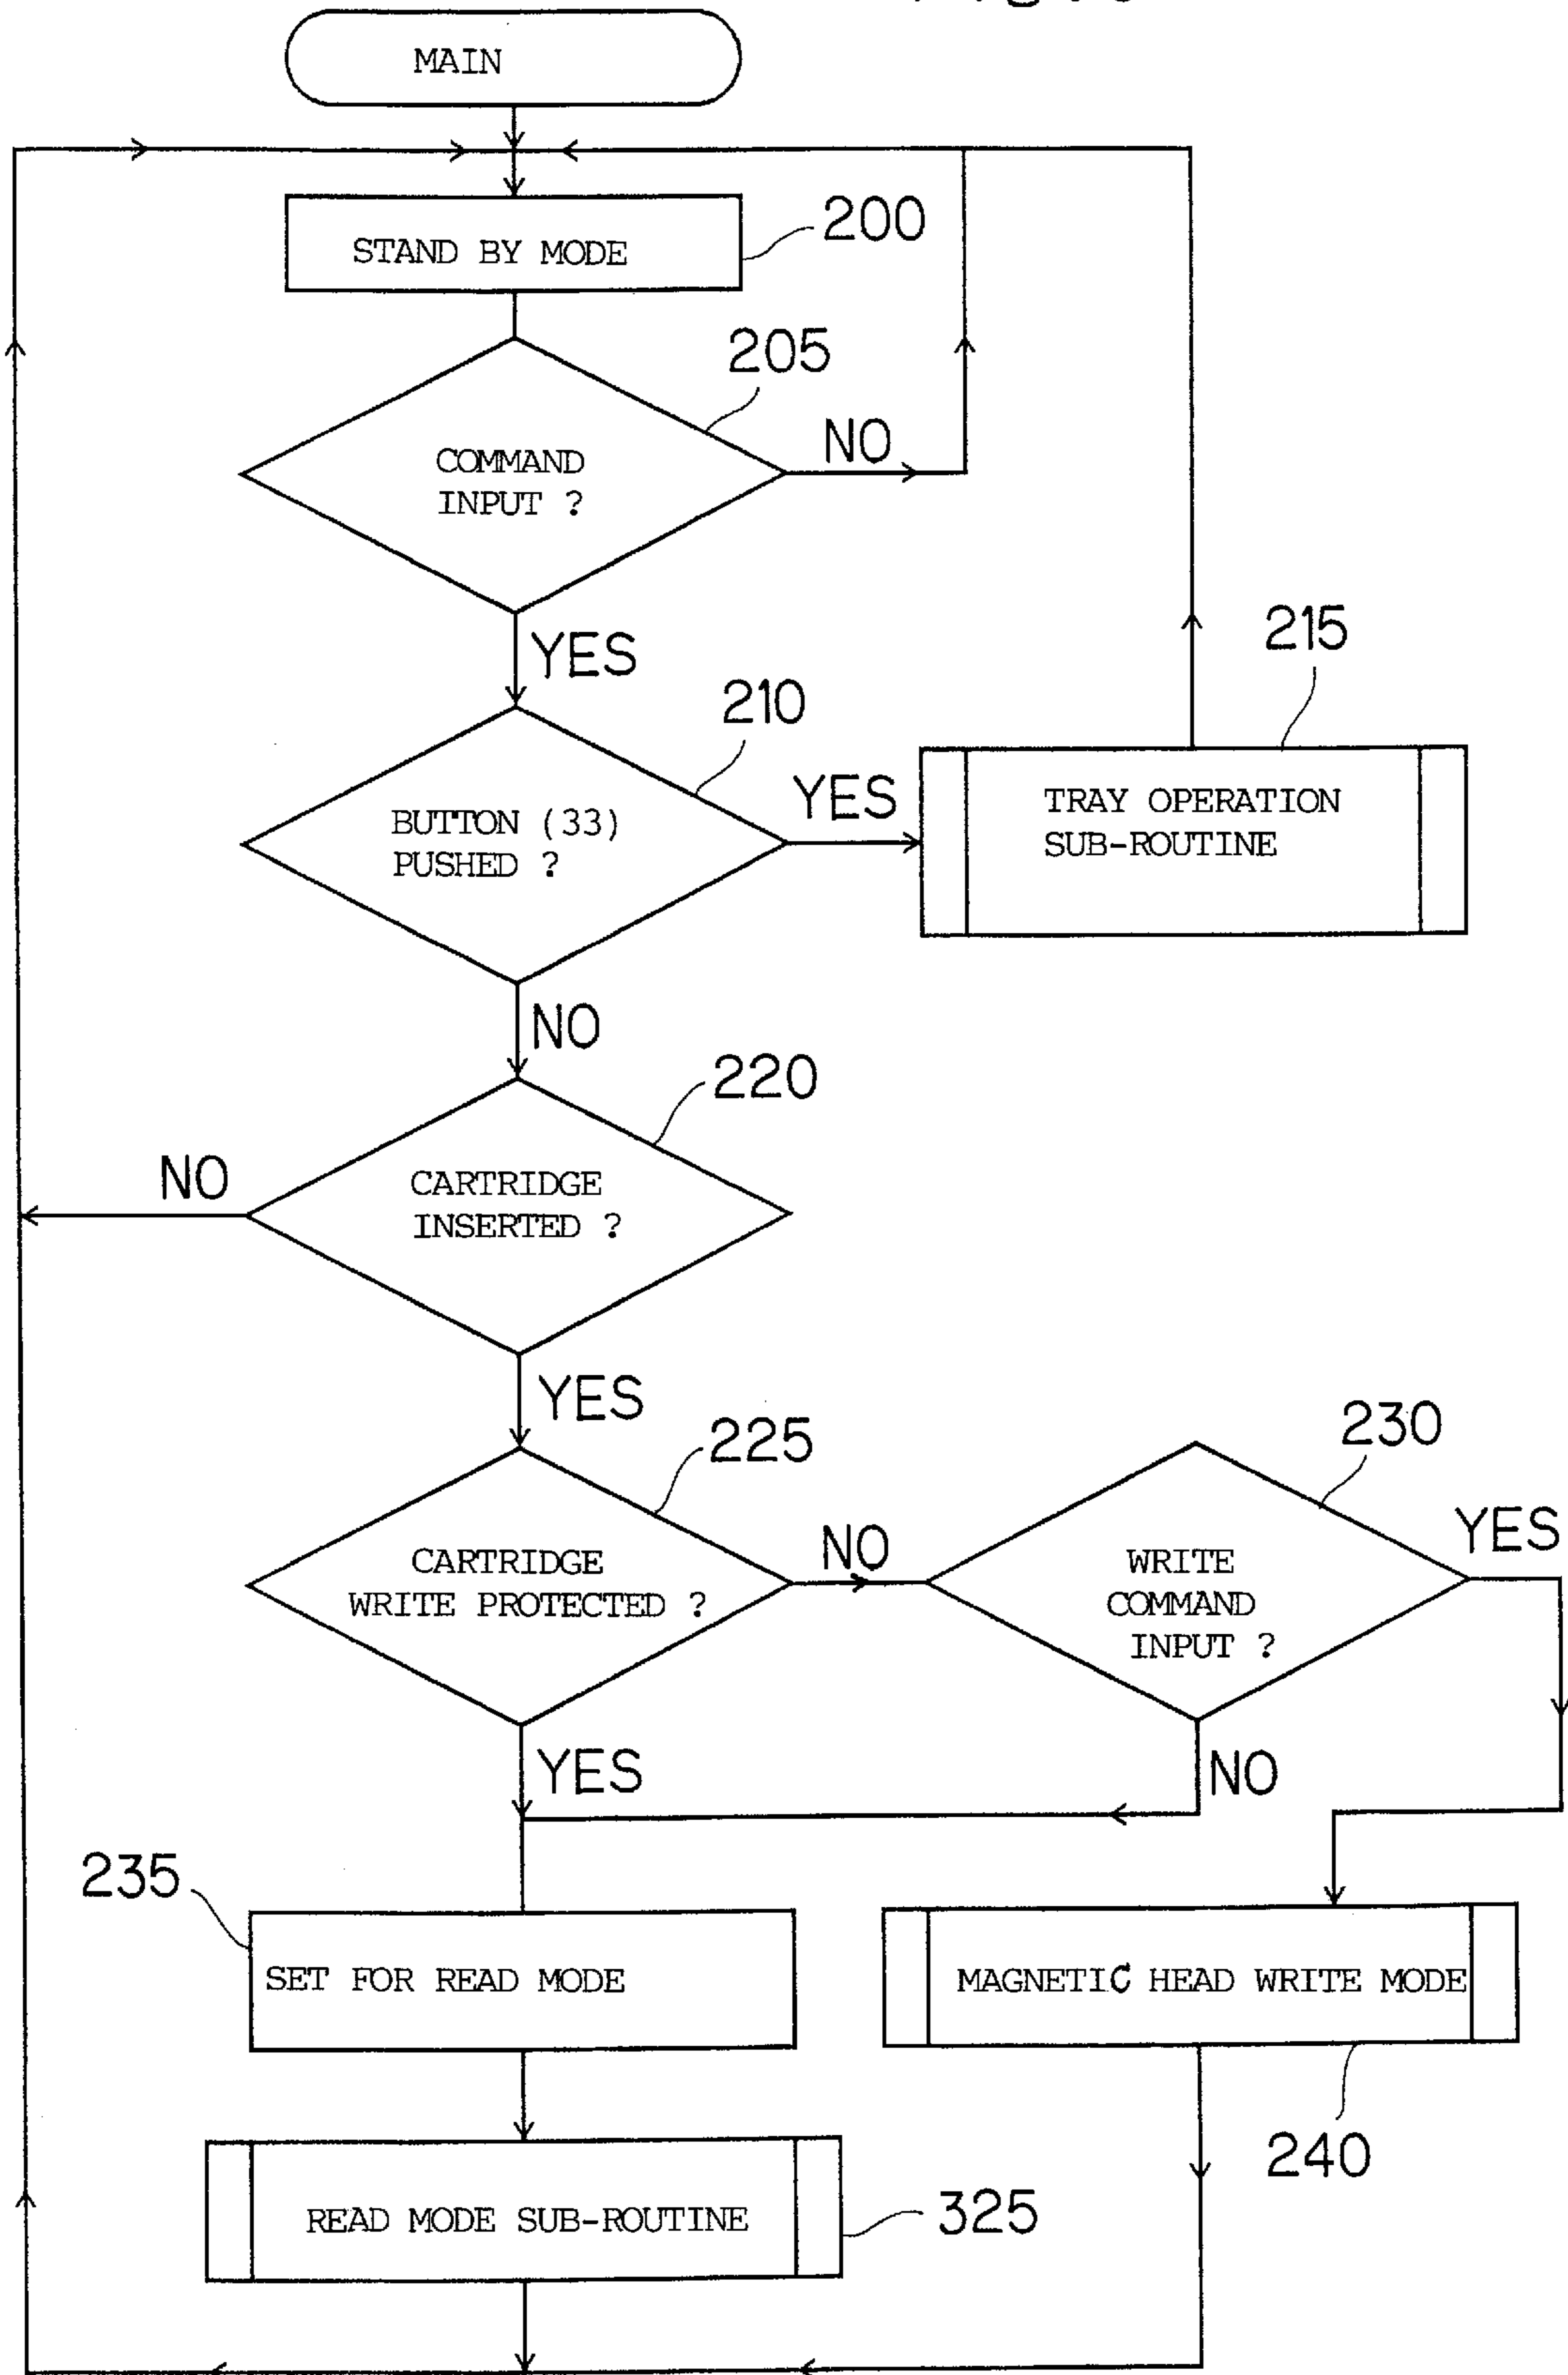 MAIN
STAND BY MODE
200
205
COMMAND
INPUT ?
NO
YES
210
215
BUTTON (33)
PUSHED ?
YES
TRAY OPERATION
SUB-ROUTINE
NO
220
NO
CARTRIDGE
INSERTED ?
YES
225
230
CARTRIDGE
WRITE PROTECTED ?
NO
WRITE
COMMAND
INPUT ?
YES
YES
NO
235
SET FOR READ MODE
MAGNETIC HEAD WRITE MODE
240
READ MODE SUB-ROUTINE
325